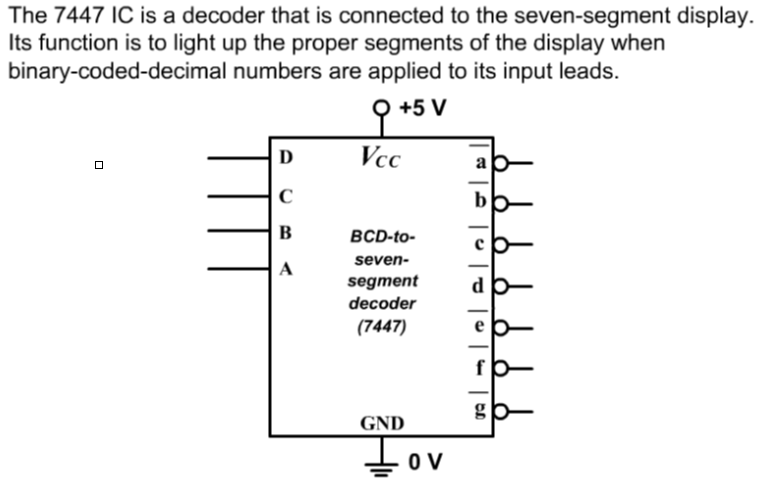 The 7447 IC is a decoder that is connected to the seven-segment display.
Its function is to light up the proper segments of the display when
binary-coded-decimal numbers are applied to its input leads.
+5 V
D
VCC
a
C
b
B
BCD-to-
c
seven-
A
segment
d
decoder
(7447)
e
f
g
GND
0 V